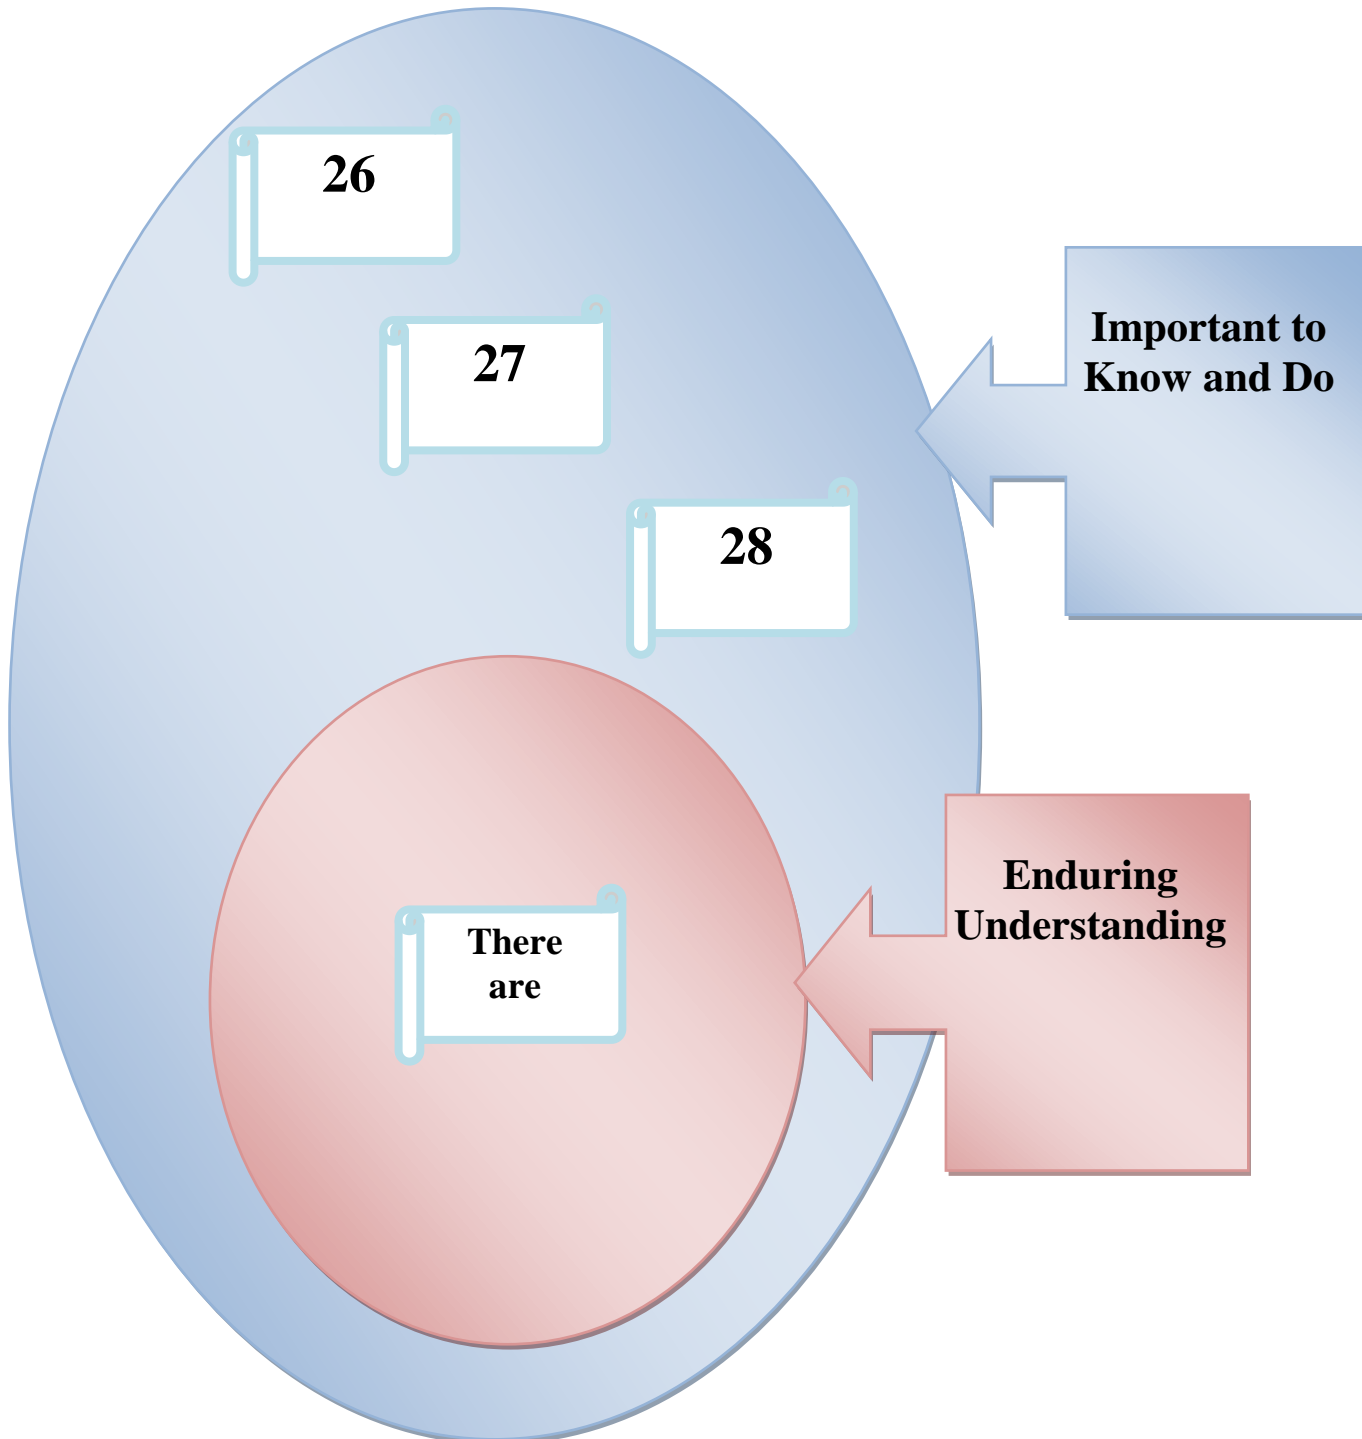 26
27
28
Important to
Know and Do
Enduring
Understanding
There
are